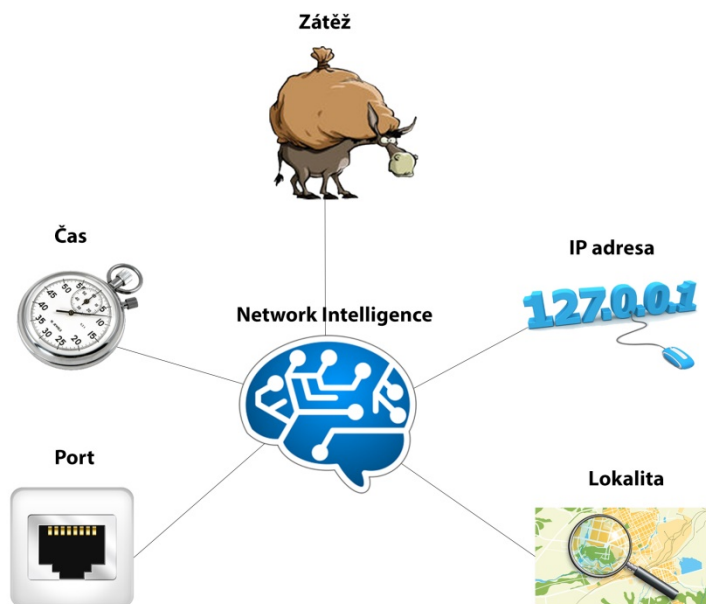 Zátěž
Čas
IP adresa
127.0.0.1
Network Intelligence
Port
Lokalita